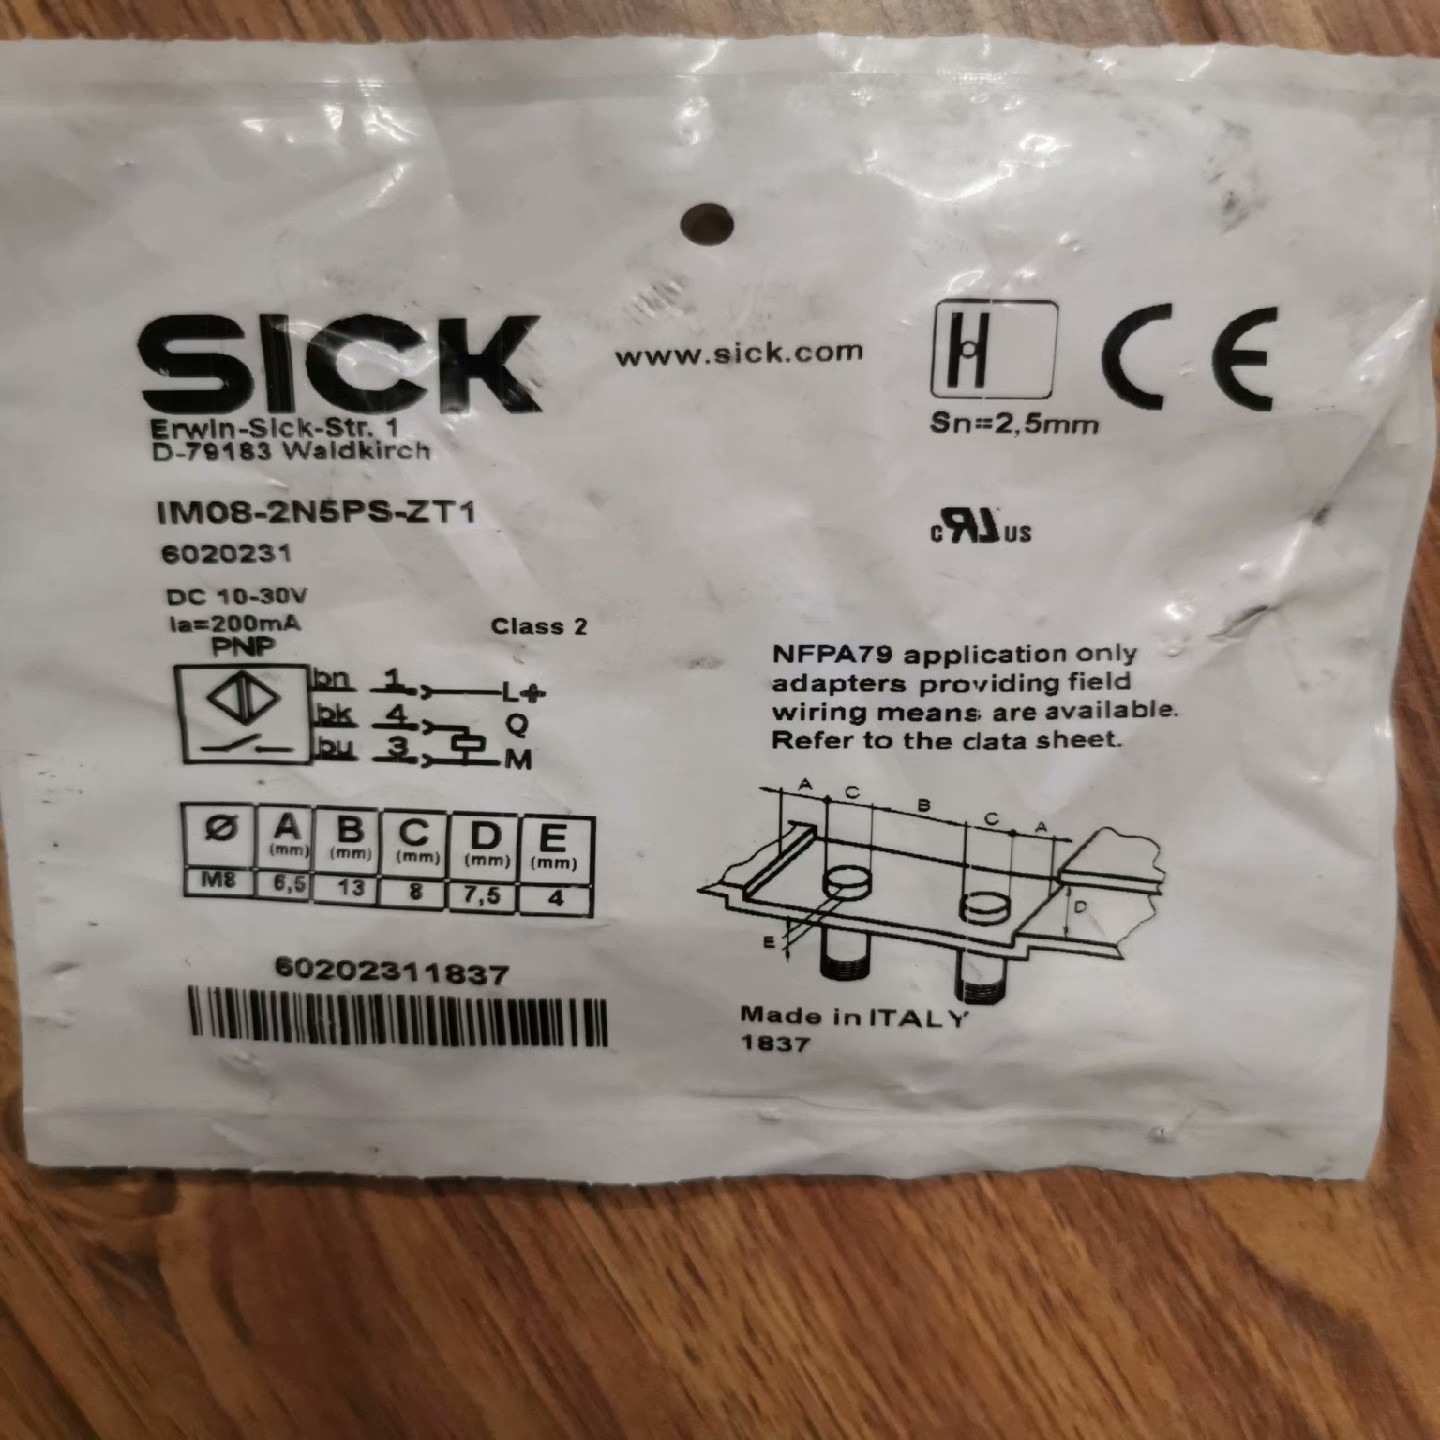 SICK
www.sick.com
Erwin-Sick-Str. 1
D-79183 Waldkirch
Sn=2,5mm
CE
IM08-2N5PS-ZT1
6020231
cRUus
DC 10-30V
Ia=200mA
PNP
Class 2
bn 1 L+
bk 4 Q
bu 3 M
NFPA79 application only
adapters providing field
wiring means are available.
Refer to the data sheet.
Ø A B C D E
(mm) (mm) (mm) (mm) (mm)
M8 6,5 13 8 7,5 4
A C B C A
D
E
60202311837
Made in ITALY
1837